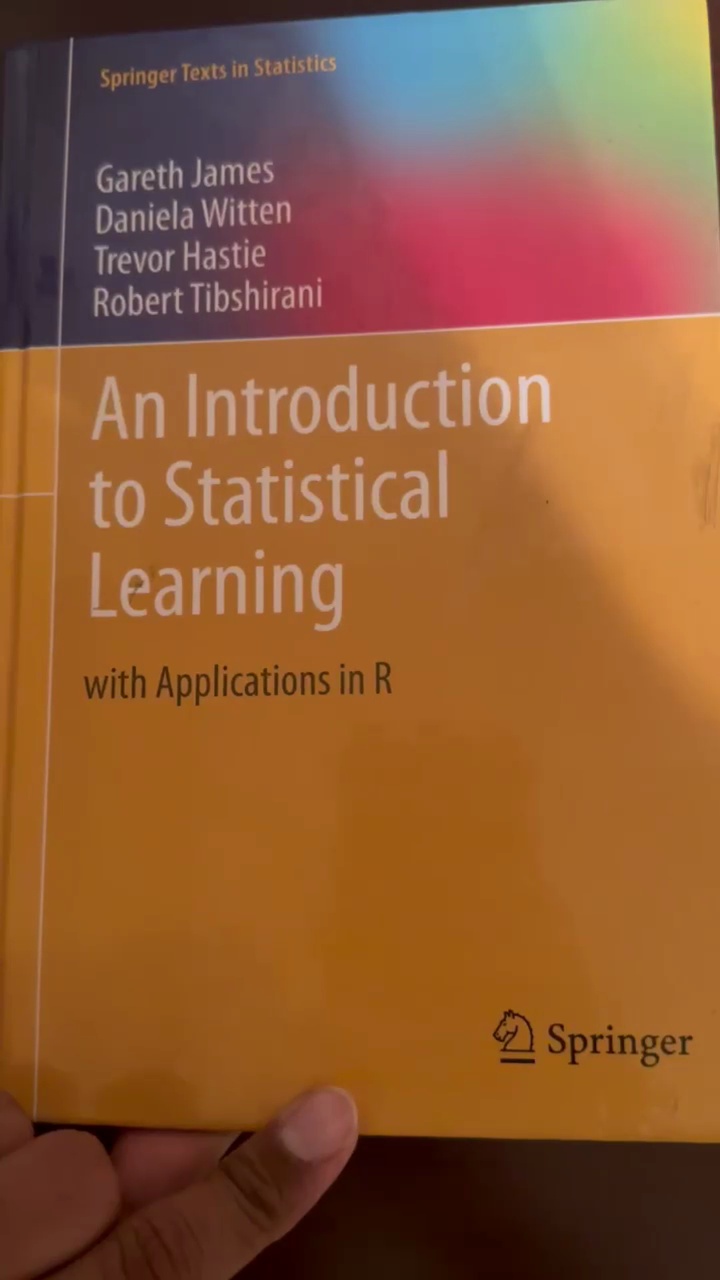 Springer Texts in Statistics
Gareth James
Daniela Witten
Trevor Hastie
Robert Tibshirani
An Introduction
to Statistical
Learning
with Applications in R
Springer